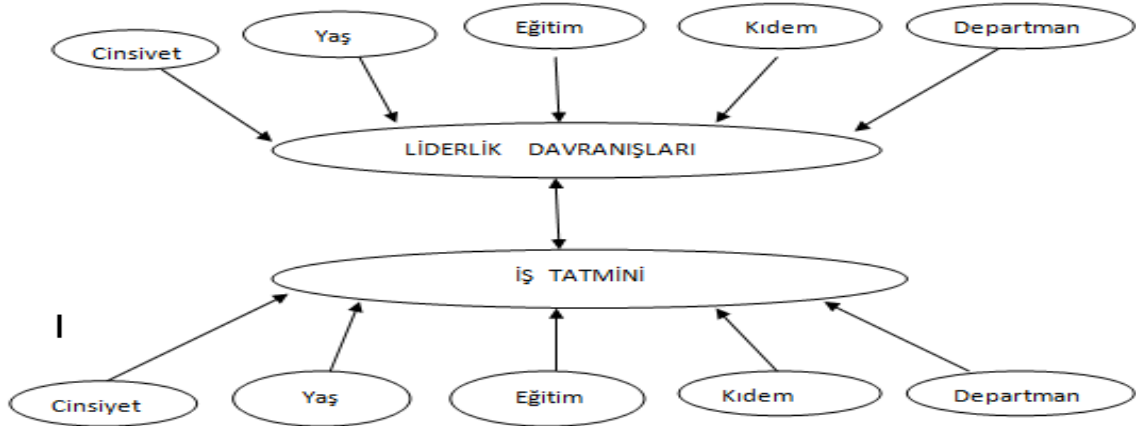 Cinsivet
Yaş
Eğitim
Kıdem
Departman
LİDERLİK DAVRANIŞLARI
İŞ TATMİNİ
I
Cinsiyet
Yaş
Eğitim
Kıdem
Departman